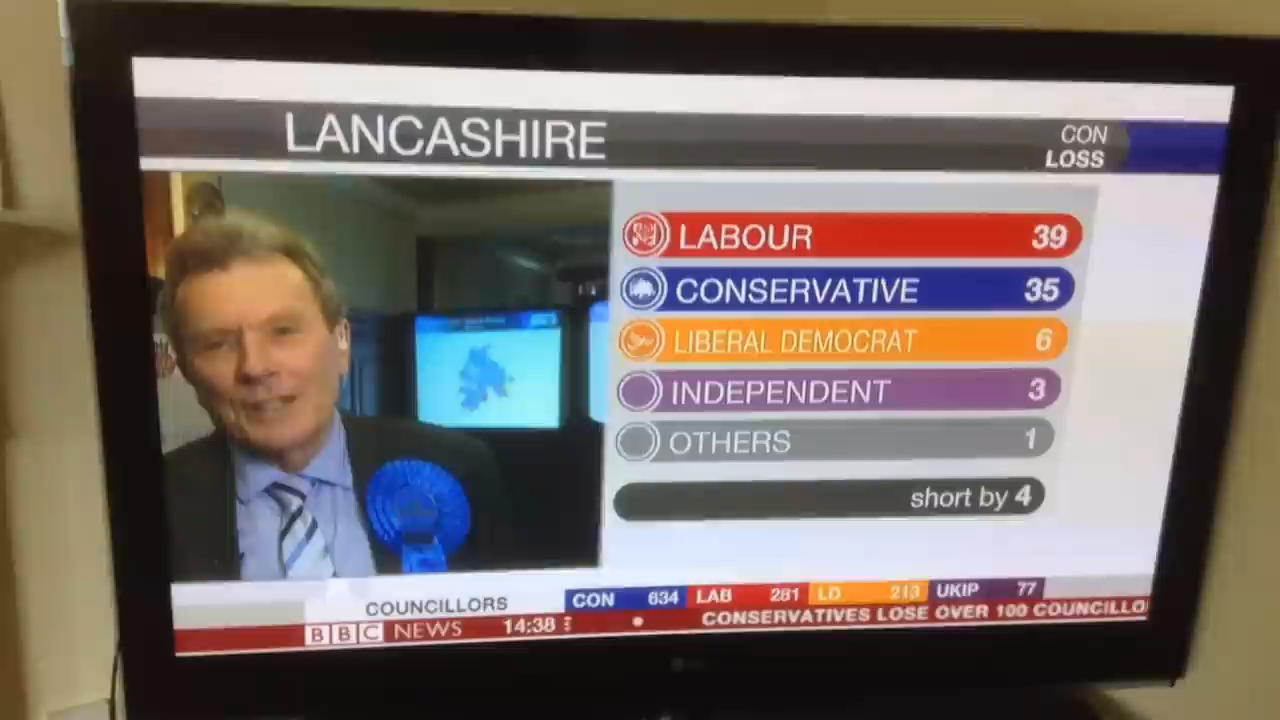 LANCASHIRE
CON
LOSS
LABOUR 39
CONSERVATIVE 35
LIBERAL DEMOCRAT 6
INDEPENDENT 3
OTHERS 1
short by 4
COUNCILLORS CON 634 LAB 281 LD 213 UKIP 77
BBC NEWS 14:38 CONSERVATIVES LOSE OVER 100 COUNCILLO